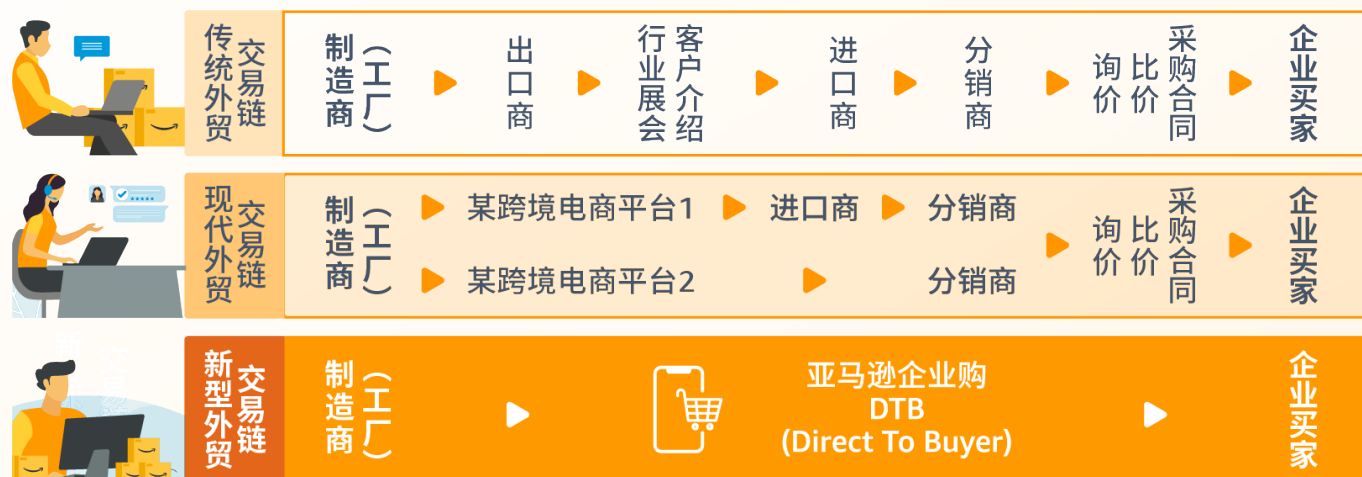 传统外贸
交易链
制造商
（工厂）
出口商
行业展会
客户介绍
进口商
分销商
询价
比价
采购合同
企业买家
现代外贸
交易链
制造商
（工厂）
某跨境电商平台1
进口商
分销商
某跨境电商平台2
分销商
询价
比价
采购合同
企业买家
新型外贸
交易链
制造商
（工厂）
亚马逊企业购
DTB
(Direct To Buyer)
企业买家